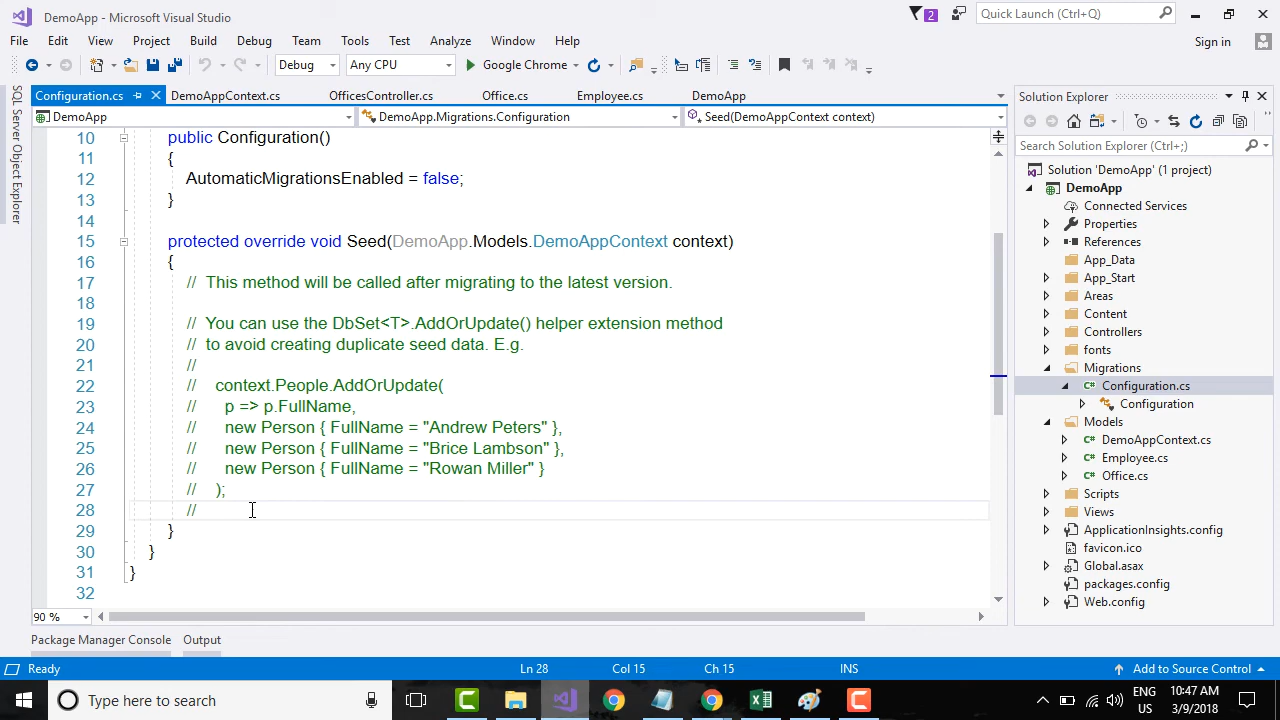 DemoApp - Microsoft Visual Studio
2
Quick Launch (Ctrl+Q)
File Edit View Project Build Debug Team Tools Test Analyze Window Help
Sign in
Debug Any CPU Google Chrome
SQL Server Object Explorer
Configuration.cs DemoAppContext.cs OfficesController.cs Office.cs Employee.cs DemoApp
DemoApp DemoApp.Migrations.Configuration Seed(DemoAppContext context)
10 public Configuration()
11 {
12 AutomaticMigrationsEnabled = false;
13 }
14
15 protected override void Seed(DemoApp.Models.DemoAppContext context)
16 {
17 // This method will be called after migrating to the latest version.
18
19 // You can use the DbSet<T>.AddOrUpdate() helper extension method
20 // to avoid creating duplicate seed data. E.g.
21 //
22 // context.People.AddOrUpdate(
23 // p => p.FullName,
24 // new Person { FullName = "Andrew Peters" },
25 // new Person { FullName = "Brice Lambson" },
26 // new Person { FullName = "Rowan Miller" }
27 // );
28 //
29 }
30 }
31 }
32
90 %
Solution Explorer
Search Solution Explorer (Ctrl+;)
Solution 'DemoApp' (1 project)
DemoApp
Connected Services
Properties
References
App_Data
App_Start
Areas
Content
Controllers
fonts
Migrations
Configuration.cs
Configuration
Models
DemoAppContext.cs
Employee.cs
Office.cs
Scripts
Views
ApplicationInsights.config
favicon.ico
Global.asax
packages.config
Web.config
Package Manager Console Output
Ready Ln 28 Col 15 Ch 15 INS Add to Source Control
Type here to search
ENG
US
10:47 AM
3/9/2018